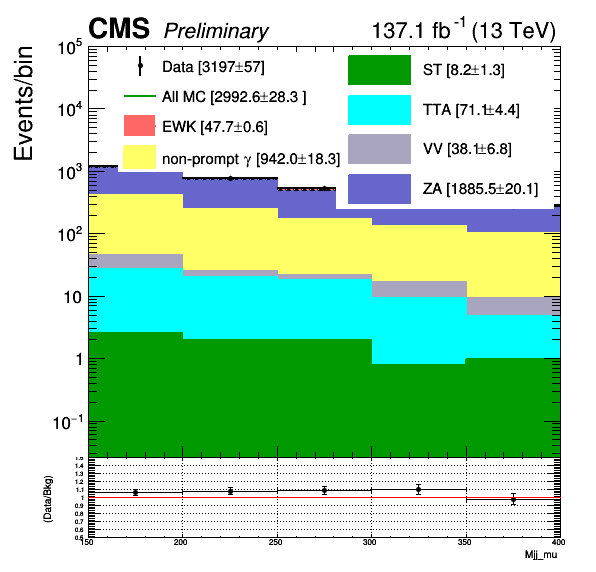 CMS Preliminary 137.1 fb⁻¹ (13 TeV)
Events/bin
10⁵
10⁴
10³
10²
10
1
10⁻¹
Data [3197±57]
All MC [2992.6±28.3 ]
EWK [47.7±0.6]
non-prompt γ [942.0±18.3]
ST [8.2±1.3]
TTA [71.1±4.4]
VV [38.1±6.8]
ZA [1885.5±20.1]
(Data/Bkg)
1.5
1.4
1.3
1.2
1.1
1
0.9
0.8
0.7
0.6
0.5
150 200 250 300 350 400
Mjj_mu